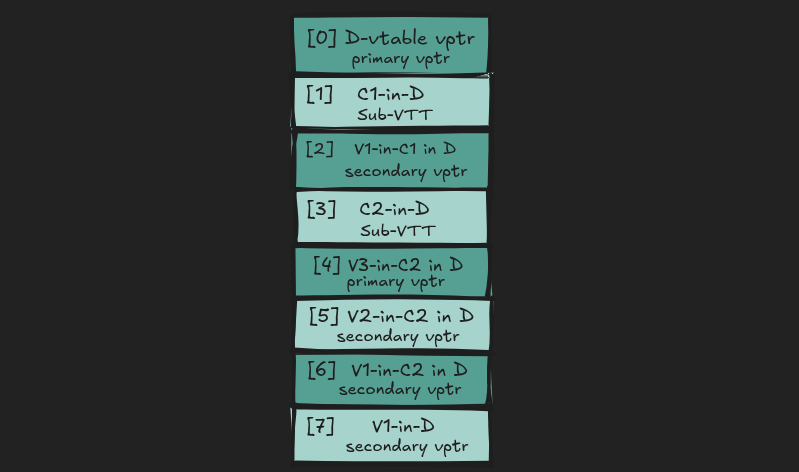 [0] D-vtable vptr
primary vptr
[1] C1-in-D
Sub-VTT
[2] V1-in-C1 in D
secondary vptr
[3] C2-in-D
Sub-VTT
[4] V3-in-C2 in D
primary vptr
[5] V2-in-C2 in D
secondary vptr
[6] V1-in-C2 in D
secondary vptr
[7] V1-in-D
secondary vptr